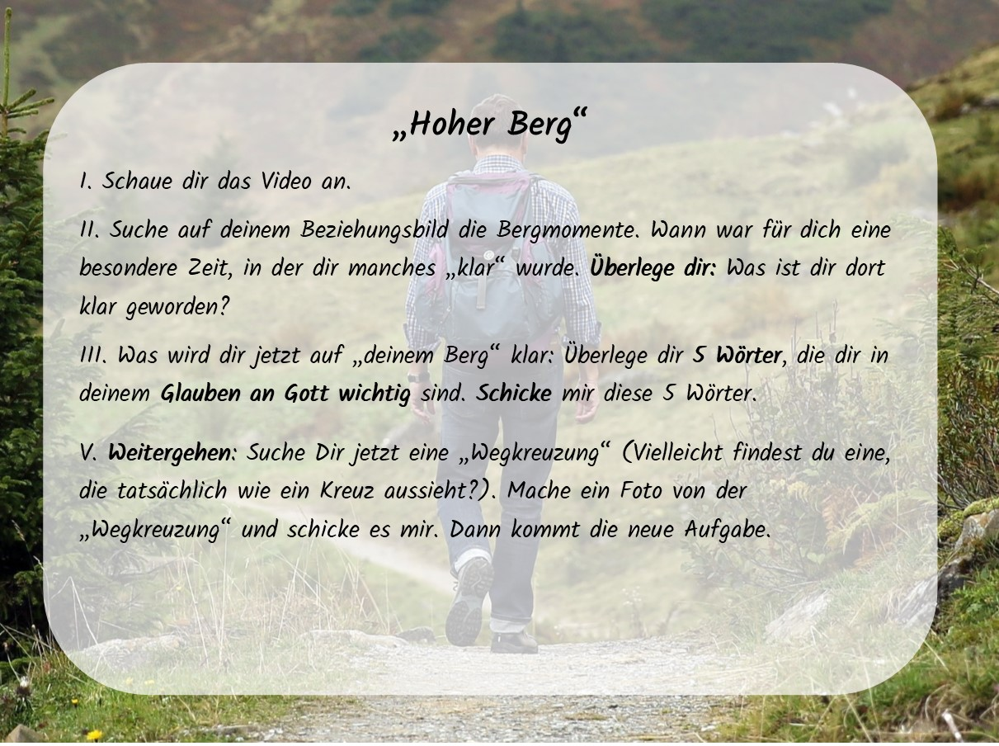 „Hoher Berg“
I. Schaue dir das Video an.
II. Suche auf deinem Beziehungsbild die Bergmomente. Wann war für dich eine
besondere Zeit, in der dir manches „klar“ wurde. Überlege dir: Was ist dir dort
klar geworden?
III. Was wird dir jetzt auf „deinem Berg“ klar: Überlege dir 5 Wörter, die dir in
deinem Glauben an Gott wichtig sind. Schicke mir diese 5 Wörter.
V. Weitergehen: Suche Dir jetzt eine „Wegkreuzung“ (Vielleicht findest du eine,
die tatsächlich wie ein Kreuz aussieht?). Mache ein Foto von der
„Wegkreuzung“ und schicke es mir. Dann kommt die neue Aufgabe.